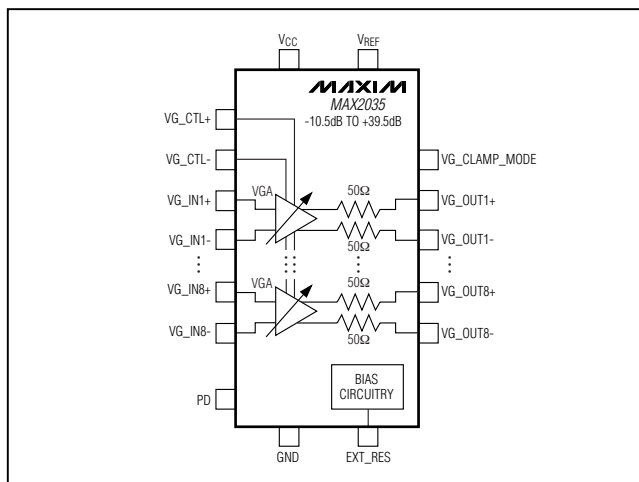 VCC
VREF
MAXIM
MAX2035
-10.5dB TO +39.5dB
VG_CTL+
VG_CTL-
VG_CLAMP_MODE
VG_IN1+
VGA
50Ω
VG_OUT1+
VG_IN1-
50Ω
VG_OUT1-
VG_IN8+
VGA
50Ω
VG_OUT8+
VG_IN8-
50Ω
VG_OUT8-
BIAS
CIRCUITRY
PD
GND
EXT_RES